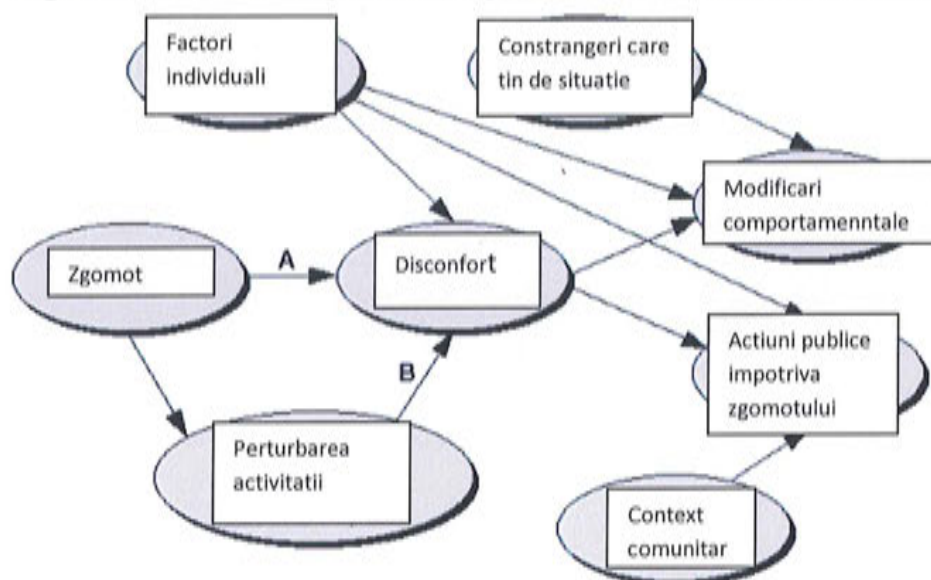 Factori
individuali
Constrangeri care
tin de situatie
Modificari
comportamenntale
Zgomot
A
Disconfort
Actiuni publice
impotriva
zgomotului
B
Perturbarea
activitatii
Context
comunitar